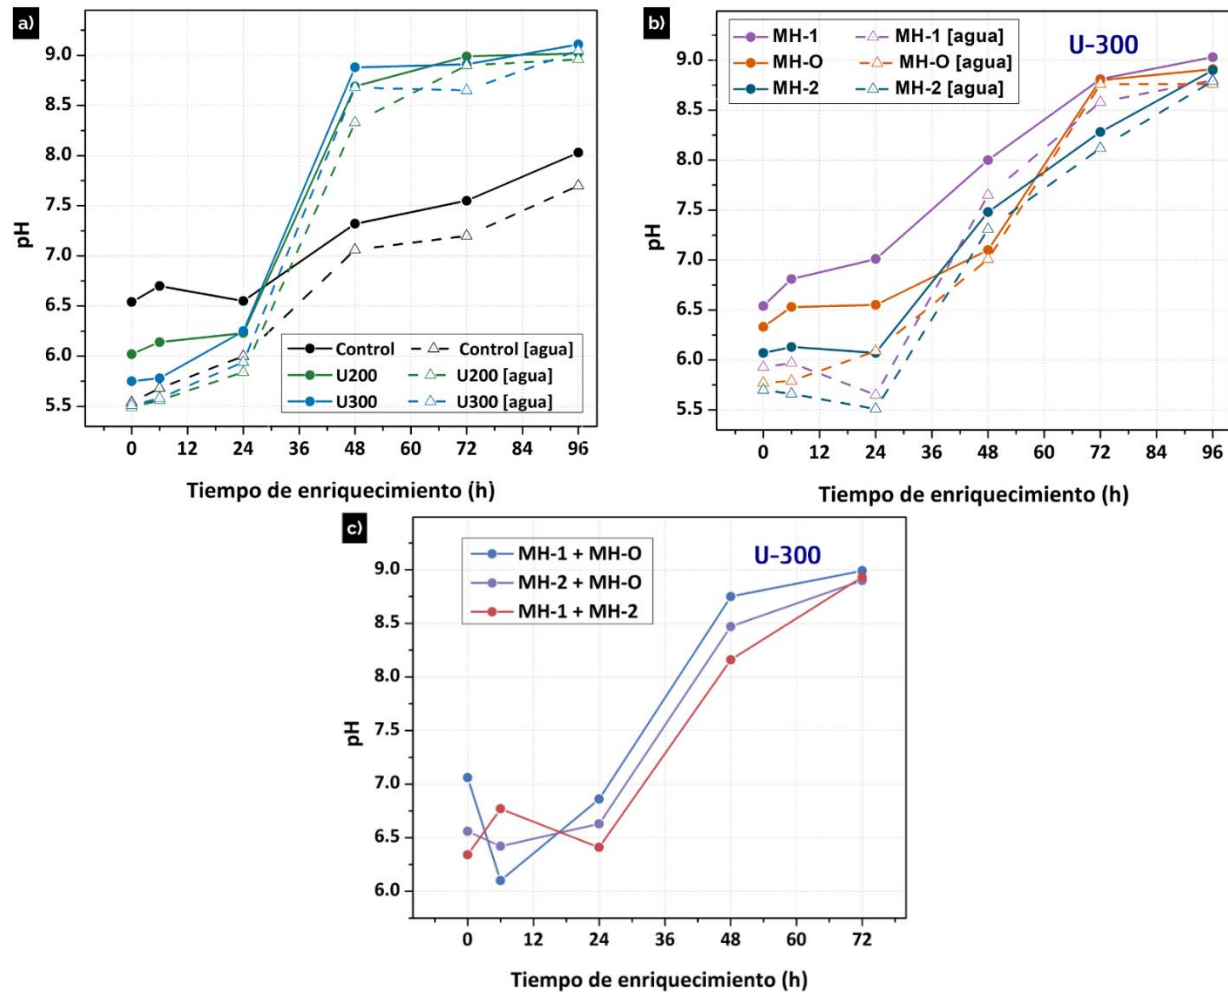 a)
9.0
8.5
8.0
7.5
7.0
6.5
6.0
5.5
pH
Control
Control [agua]
U200
U200 [agua]
U300
U300 [agua]
0 12 24 36 48 60 72 84 96
Tiempo de enriquecimiento (h)
b)
U-300
MH-1
MH-1 [agua]
MH-O
MH-O [agua]
MH-2
MH-2 [agua]
9.0
8.5
8.0
7.5
7.0
6.5
6.0
5.5
pH
0 12 24 36 48 60 72 84 96
Tiempo de enriquecimiento (h)
c)
U-300
MH-1 + MH-O
MH-2 + MH-O
MH-1 + MH-2
9.0
8.5
8.0
7.5
7.0
6.5
6.0
pH
0 12 24 36 48 60 72
Tiempo de enriquecimiento (h)